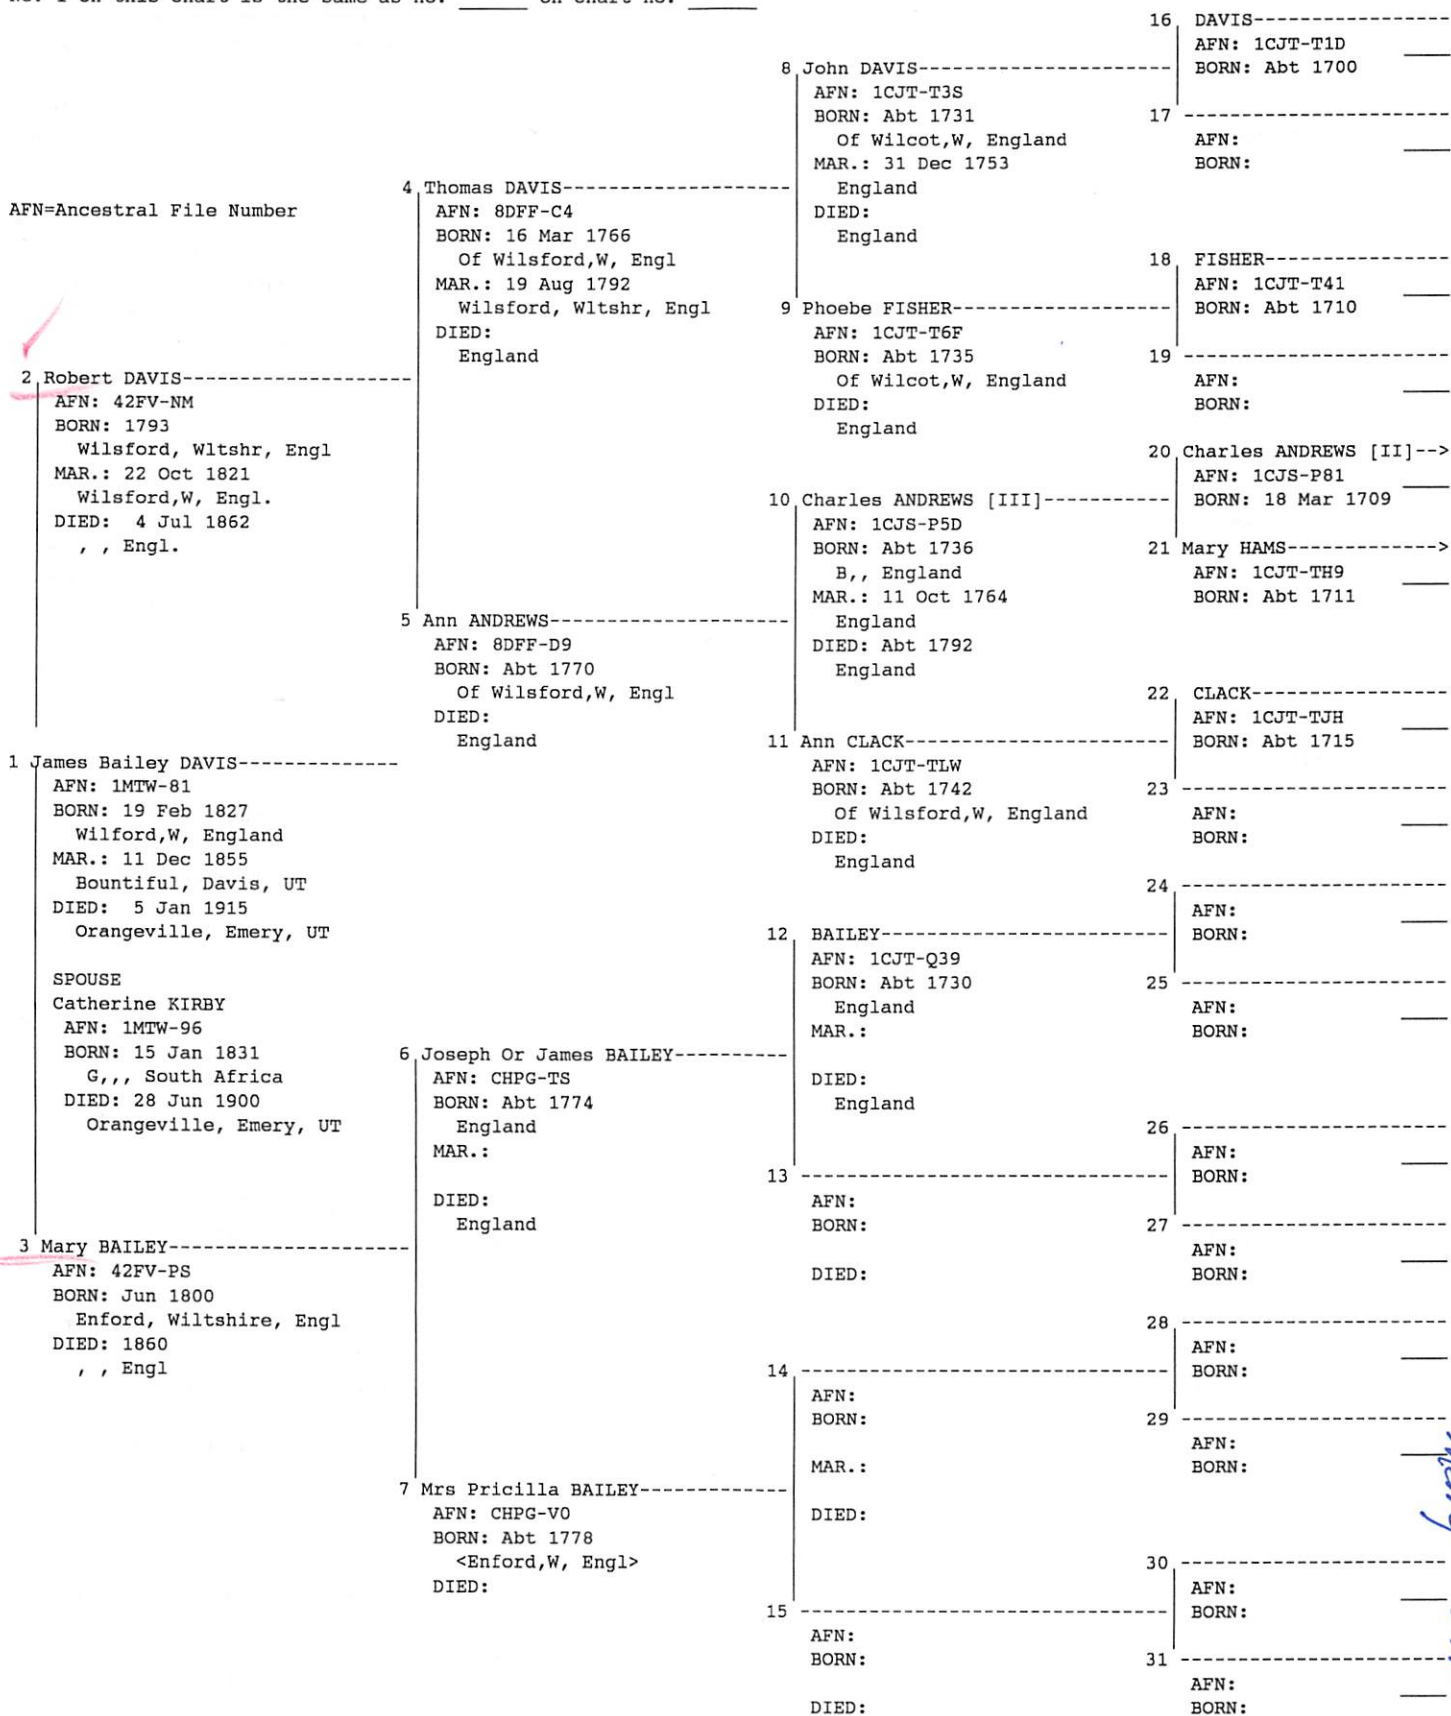 16 DAVIS-----------------
AFN: 1CJT-T1D
BORN: Abt 1700
8 John DAVIS----------------------
AFN: 1CJT-T3S
BORN: Abt 1731
Of Wilcot,W, England
MAR.: 31 Dec 1753
England
DIED:
England
17 -----------------------
AFN:
BORN:
4 Thomas DAVIS--------------------
AFN: 8DFF-C4
BORN: 16 Mar 1766
Of Wilsford,W, Engl
MAR.: 19 Aug 1792
Wilsford, Wltshr, Engl
DIED:
England
AFN=Ancestral File Number
18 FISHER----------------
AFN: 1CJT-T41
BORN: Abt 1710
9 Phoebe FISHER-------------------
AFN: 1CJT-T6F
BORN: Abt 1735
Of Wilcot,W, England
DIED:
England
19 -----------------------
AFN:
BORN:
2 Robert DAVIS--------------------
AFN: 42FV-NM
BORN: 1793
Wilsford, Wltshr, Engl
MAR.: 22 Oct 1821
Wilsford,W, Engl.
DIED: 4 Jul 1862
, , Engl.
20 Charles ANDREWS [II]-->
AFN: 1CJS-P81
BORN: 18 Mar 1709
10 Charles ANDREWS [III]-----------
AFN: 1CJS-P5D
BORN: Abt 1736
B,, England
MAR.: 11 Oct 1764
England
DIED: Abt 1792
England
21 Mary HAMS------------->
AFN: 1CJT-TH9
BORN: Abt 1711
5 Ann ANDREWS---------------------
AFN: 8DFF-D9
BORN: Abt 1770
Of Wilsford,W, Engl
DIED:
England
22 CLACK-----------------
AFN: 1CJT-TJH
BORN: Abt 1715
11 Ann CLACK-----------------------
AFN: 1CJT-TLW
BORN: Abt 1742
Of Wilsford,W, England
DIED:
England
23 -----------------------
AFN:
BORN:
1 James Bailey DAVIS--------------
AFN: 1MTW-81
BORN: 19 Feb 1827
Wilford,W, England
MAR.: 11 Dec 1855
Bountiful, Davis, UT
DIED: 5 Jan 1915
Orangeville, Emery, UT
SPOUSE
Catherine KIRBY
AFN: 1MTW-96
BORN: 15 Jan 1831
G,,, South Africa
DIED: 28 Jun 1900
Orangeville, Emery, UT
24 -----------------------
AFN:
BORN:
12 BAILEY-------------------------
AFN: 1CJT-Q39
BORN: Abt 1730
England
MAR.:
DIED:
England
25 -----------------------
AFN:
BORN:
6 Joseph Or James BAILEY----------
AFN: CHPG-TS
BORN: Abt 1774
England
MAR.:
DIED:
England
26 -----------------------
AFN:
BORN:
13 --------------------------------
AFN:
BORN:
DIED:
27 -----------------------
AFN:
BORN:
3 Mary BAILEY---------------------
AFN: 42FV-PS
BORN: Jun 1800
Enford, Wiltshire, Engl
DIED: 1860
, , Engl
28 -----------------------
AFN:
BORN:
14 --------------------------------
AFN:
BORN:
MAR.:
DIED:
29 -----------------------
AFN:
BORN:
7 Mrs Pricilla BAILEY-------------
AFN: CHPG-V0
BORN: Abt 1778
<Enford,W, Engl>
DIED:
30 -----------------------
AFN:
BORN:
15 --------------------------------
AFN:
BORN:
DIED:
31 -----------------------
AFN:
BORN: